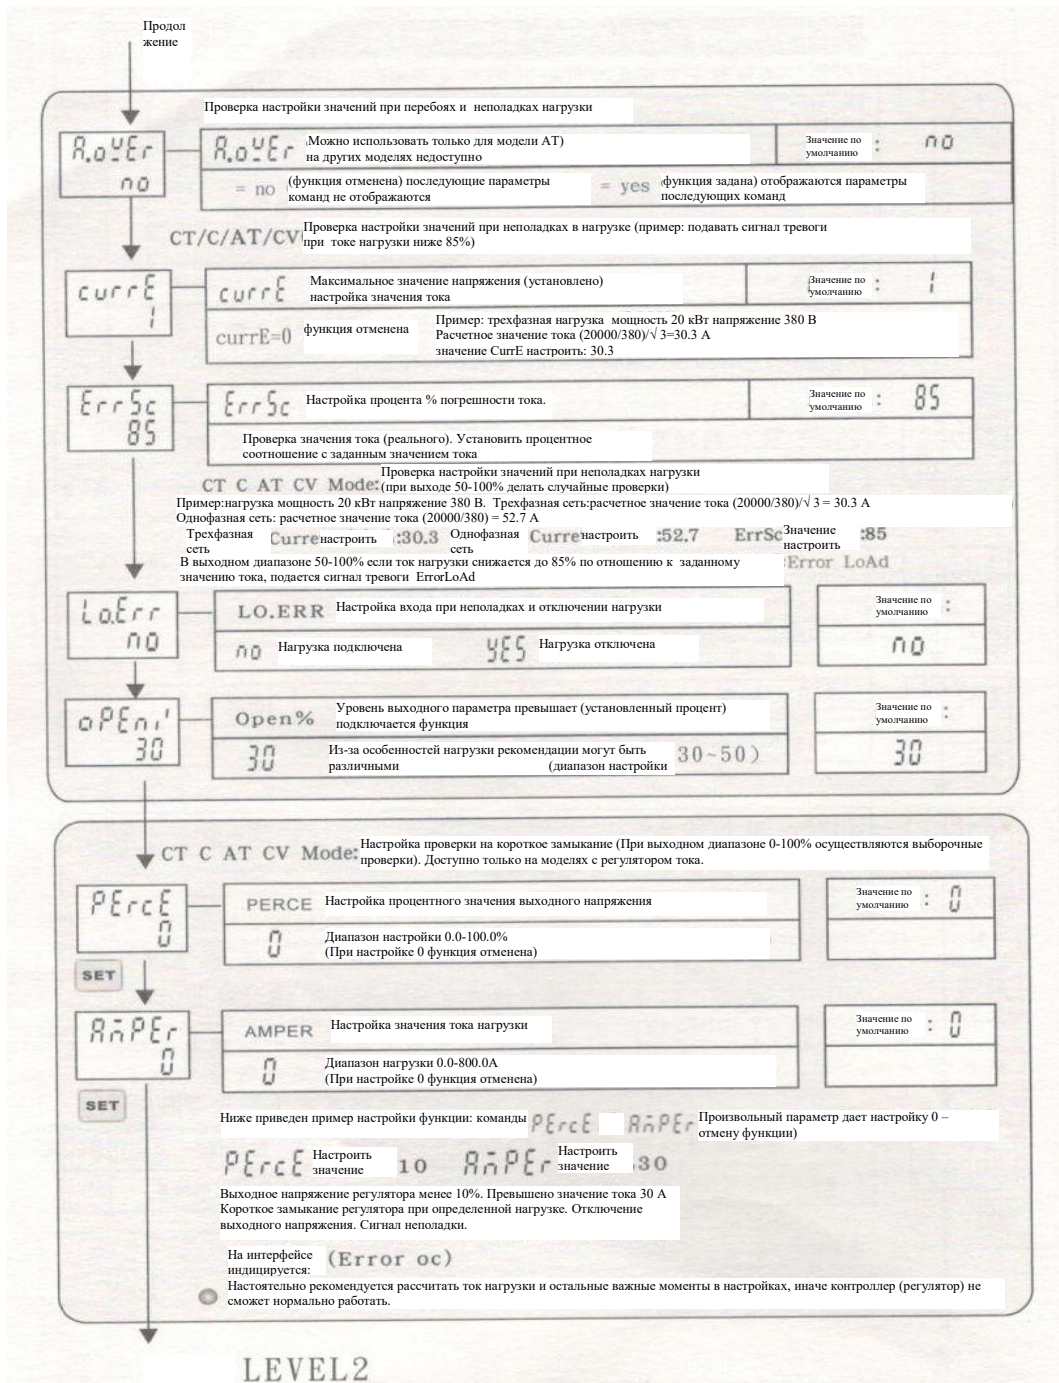 Продол
жение
Проверка настройки значений при перебоях и неполадках нагрузки
A.oVEr
no
A.oVEr (Можно использовать только для модели АТ)
на других моделях недоступно
Значение по
умолчанию : no
= no (функция отменена) последующие параметры
команд не отображаются
= yes (функция задана) отображаются параметры
последующих команд
CT/C/AT/CV Проверка настройки значений при неполадках в нагрузке (пример: подавать сигнал тревоги
при токе нагрузки ниже 85%)
currE
1
currE Максимальное значение напряжения (установлено)
настройка значения тока
Значение по
умолчанию : 1
currE=0 функция отменена
Пример: трехфазная нагрузка мощность 20 кВт напряжение 380 В
Расчетное значение тока (20000/380)/√ 3=30.3 А
значение CurrE настроить: 30.3
ErrSc
85
ErrSc Настройка процента % погрешности тока.
Значение по
умолчанию : 85
Проверка значения тока (реального). Установить процентное
соотношение с заданным значением тока
CT C AT CV Mode: Проверка настройки значений при неполадках нагрузки
(при выходе 50-100% делать случайные проверки)
Пример:нагрузка мощность 20 кВт напряжение 380 В. Трехфазная сеть:расчетное значение тока (20000/380)/√ 3 = 30.3 А
Однофазная сеть: расчетное значение тока (20000/380) = 52.7 А
Трехфазная
сеть
Curre настроить :30.3
Однофазная
сеть
Curre настроить :52.7
ErrSc Значение
настроить :85
В выходном диапазоне 50-100% если ток нагрузки снижается до 85% по отношению к заданному
значению тока, подается сигнал тревоги ErrorLoAd
Error LoAd
Lo.Err
no
LO.ERR Настройка входа при неполадках и отключении нагрузки
Значение по
умолчанию :
no Нагрузка подключена
YES Нагрузка отключена
no
oPEni'
30
Open% Уровень выходного параметра превышает (установленный процент)
подключается функция
Значение по
умолчанию :
30 Из-за особенностей нагрузки рекомендации могут быть
различными (диапазон настройки 30~50)
30
CT C AT CV Mode: Настройка проверки на короткое замыкание (При выходном диапазоне 0-100% осуществляются выборочные
проверки). Доступно только на моделях с регулятором тока.
PErcE
0
PERCE Настройка процентного значения выходного напряжения
Значение по
умолчанию : 0
0 Диапазон настройки 0.0-100.0%
(При настройке 0 функция отменена)
SET
AmPEr
0
AMPER Настройка значения тока нагрузки
Значение по
умолчанию : 0
0 Диапазон нагрузки 0.0-800.0А
(При настройке 0 функция отменена)
SET
Ниже приведен пример настройки функции: команды PErcE AmPEr Произвольный параметр дает настройку 0 –
отмену функции)
PErcE Настроить
значение 10
AmPEr Настроить
значение 30
Выходное напряжение регулятора менее 10%. Превышено значение тока 30 А
Короткое замыкание регулятора при определенной нагрузке. Отключение
выходного напряжения. Сигнал неполадки.
На интерфейсе
индицируется: (Error oc)
Настоятельно рекомендуется рассчитать ток нагрузки и остальные важные моменты в настройках, иначе контроллер (регулятор) не
сможет нормально работать.
LEVEL2